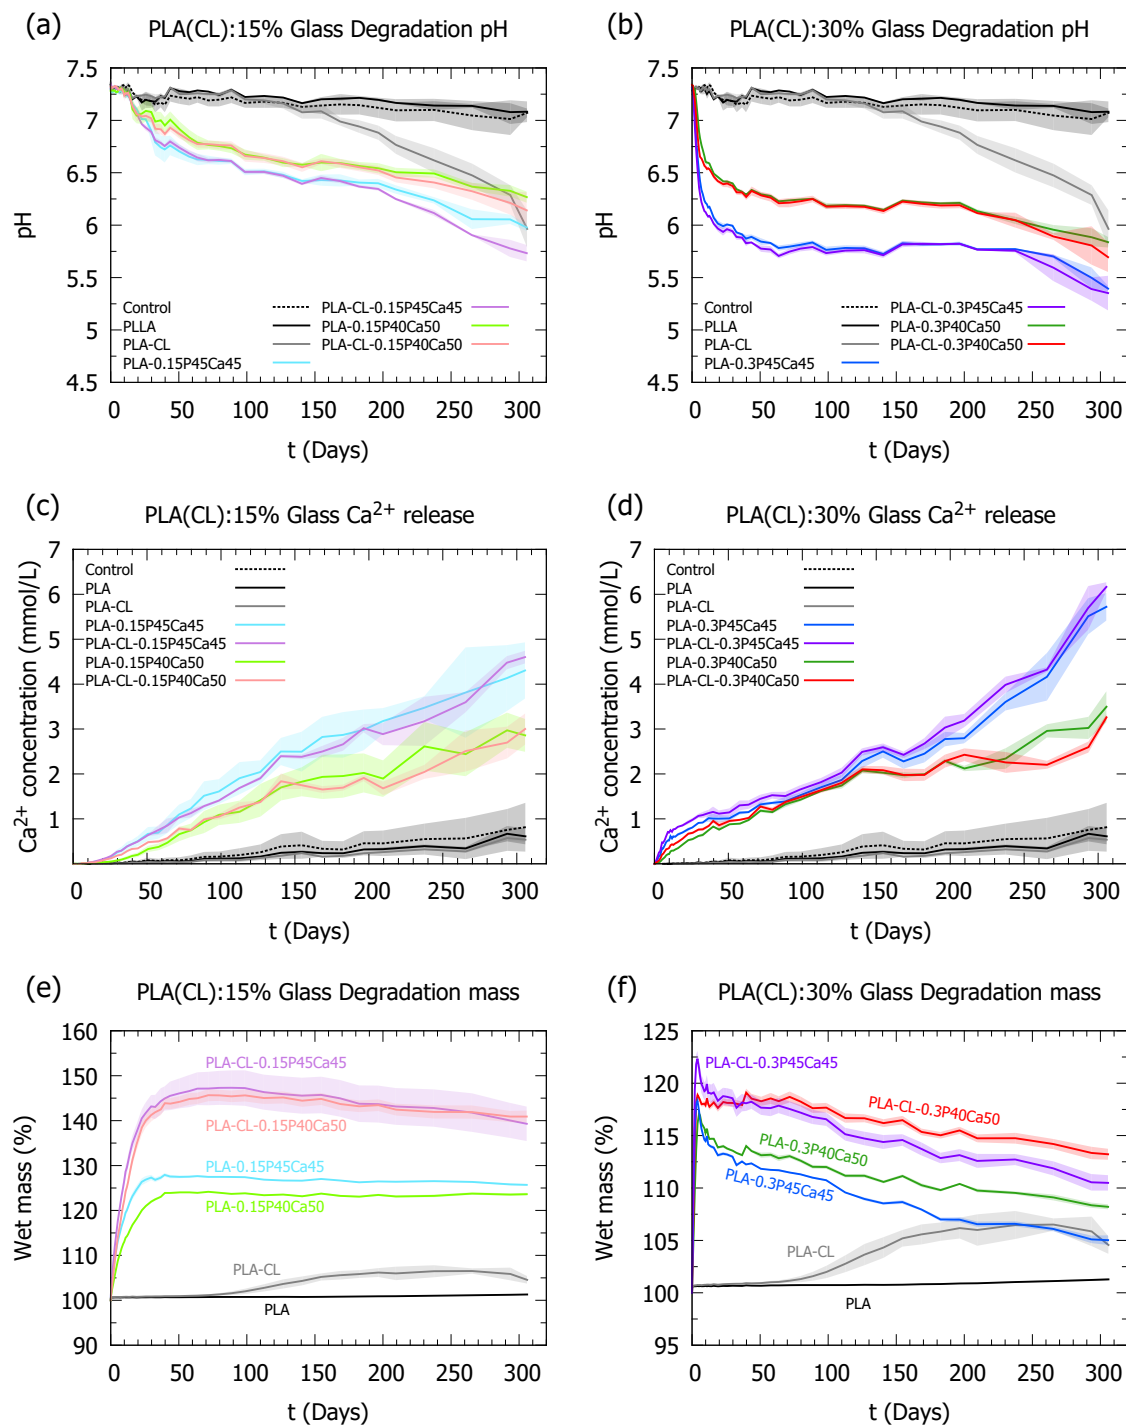 (a) PLA(CL):15% Glass Degradation pH
7.5
7
6.5
6
5.5
5
4.5
pH
Control
PLLA
PLA-CL
PLA-0.15P45Ca45
PLA-CL-0.15P45Ca45
PLA-0.15P40Ca50
PLA-CL-0.15P40Ca50
0 50 100 150 200 250 300
t (Days)
(b) PLA(CL):30% Glass Degradation pH
7.5
7
6.5
6
5.5
5
4.5
pH
Control
PLLA
PLA-CL
PLA-0.3P45Ca45
PLA-CL-0.3P45Ca45
PLA-0.3P40Ca50
PLA-CL-0.3P40Ca50
0 50 100 150 200 250 300
t (Days)
(c) PLA(CL):15% Glass Ca²⁺ release
7
6
5
4
3
2
1
Ca²⁺ concentration (mmol/L)
Control
PLA
PLA-CL
PLA-0.15P45Ca45
PLA-CL-0.15P45Ca45
PLA-0.15P40Ca50
PLA-CL-0.15P40Ca50
0 50 100 150 200 250 300
t (Days)
(d) PLA(CL):30% Glass Ca²⁺ release
7
6
5
4
3
2
1
Ca²⁺ concentration (mmol/L)
Control
PLA
PLA-CL
PLA-0.3P45Ca45
PLA-CL-0.3P45Ca45
PLA-0.3P40Ca50
PLA-CL-0.3P40Ca50
0 50 100 150 200 250 300
t (Days)
(e) PLA(CL):15% Glass Degradation mass
160
150
140
130
120
110
100
90
Wet mass (%)
PLA-CL-0.15P45Ca45
PLA-CL-0.15P40Ca50
PLA-0.15P45Ca45
PLA-0.15P40Ca50
PLA-CL
PLA
0 50 100 150 200 250 300
t (Days)
(f) PLA(CL):30% Glass Degradation mass
125
120
115
110
105
100
95
Wet mass (%)
PLA-CL-0.3P45Ca45
PLA-CL-0.3P40Ca50
PLA-0.3P40Ca50
PLA-0.3P45Ca45
PLA-CL
PLA
0 50 100 150 200 250 300
t (Days)